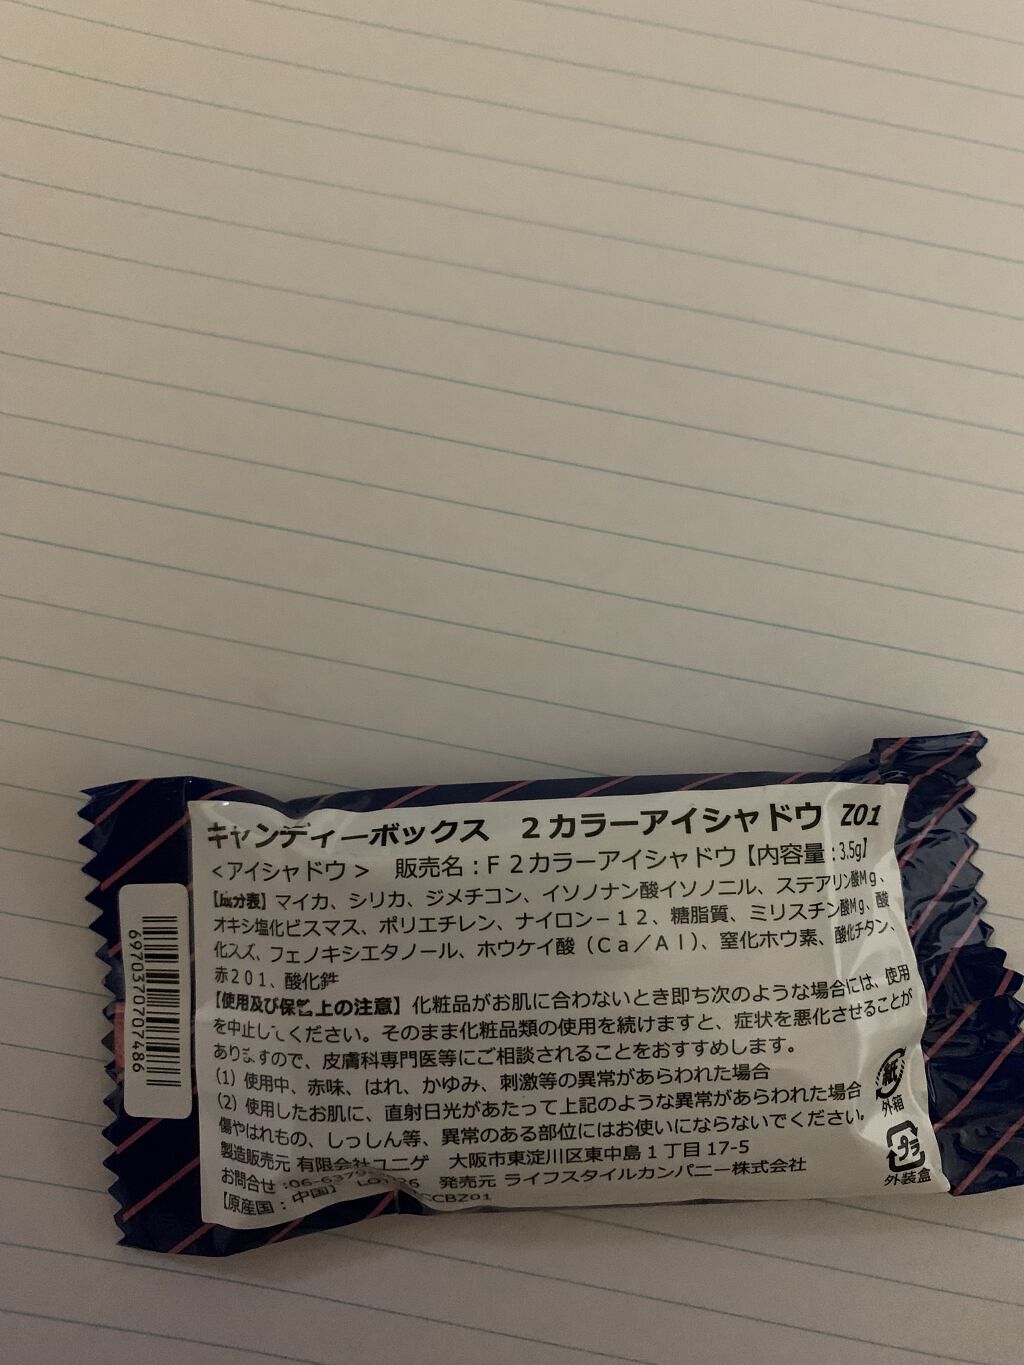 キャンディーボックス 2カラーアイシャドウ Z01
<アイシャドウ> 販売名:F2カラーアイシャドウ【内容量:3.5g】
【成分表】マイカ、シリカ、ジメチコン、イソノナン酸イソノニル、ステアリン酸Mg、
オキシ塩化ビスマス、ポリエチレン、ナイロン-12、糖脂質、ミリスチン酸Mg、酸
化スズ、フェノキシエタノール、ホウケイ酸(Ca/Al)、窒化ホウ素、酸化チタン、
赤201、酸化鉄
【使用及び保管上の注意】化粧品がお肌に合わないとき即ち次のような場合には、使用
を中止してください。そのまま化粧品類の使用を続けますと、症状を悪化させることが
ありますので、皮膚科専門医等にご相談されることをおすすめします。
(1) 使用中、赤味、はれ、かゆみ、刺激等の異常があらわれた場合
(2) 使用したお肌に、直射日光があたって上記のような異常があらわれた場合
傷やはれもの、しっしん等、異常のある部位にはお使いにならないでください。
製造販売元 有限会社ユニゲ 大阪市東淀川区東中島1丁目17-5
お問合せ:06- 発売元 ライフスタイルカンパニー株式会社
【原産国:中国】 CCBZ01
紙
外箱
プラ
外装盒
6970370707486